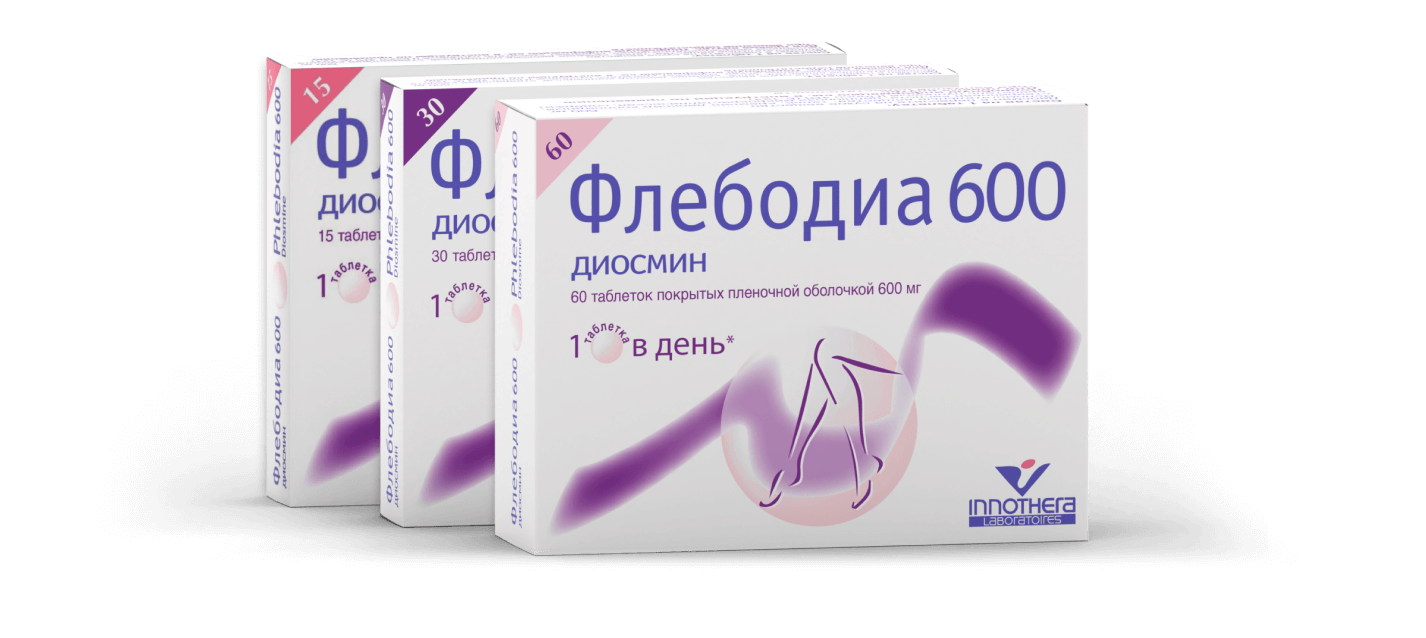 15
Ф
диос
15 таблет
1 таблетка
Phlebodia 600
Diosmine
Флебодиа 600
диосмин
30
Ф
диос
30 табле
1 таблетка
Phlebodia 600
Diosmine
Флебодиа 600
диосмин
60
Флебодиа 600
диосмин
60 таблеток покрытых пленочной оболочкой 600 мг
1 таблетка в день*
INNOTHERA
LABORATOIRES
60
Phlebodia 600
Diosmine
Флебодиа 600
диосмин